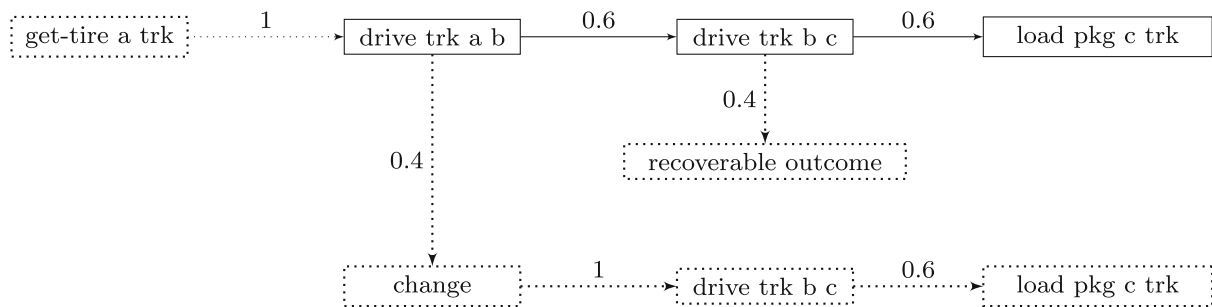 1
0.6
0.6
get-tire a trk
drive trk a b
drive trk b c
load pkg c trk
0.4
0.4
recoverable outcome
1
0.6
change
drive trk b c
load pkg c trk